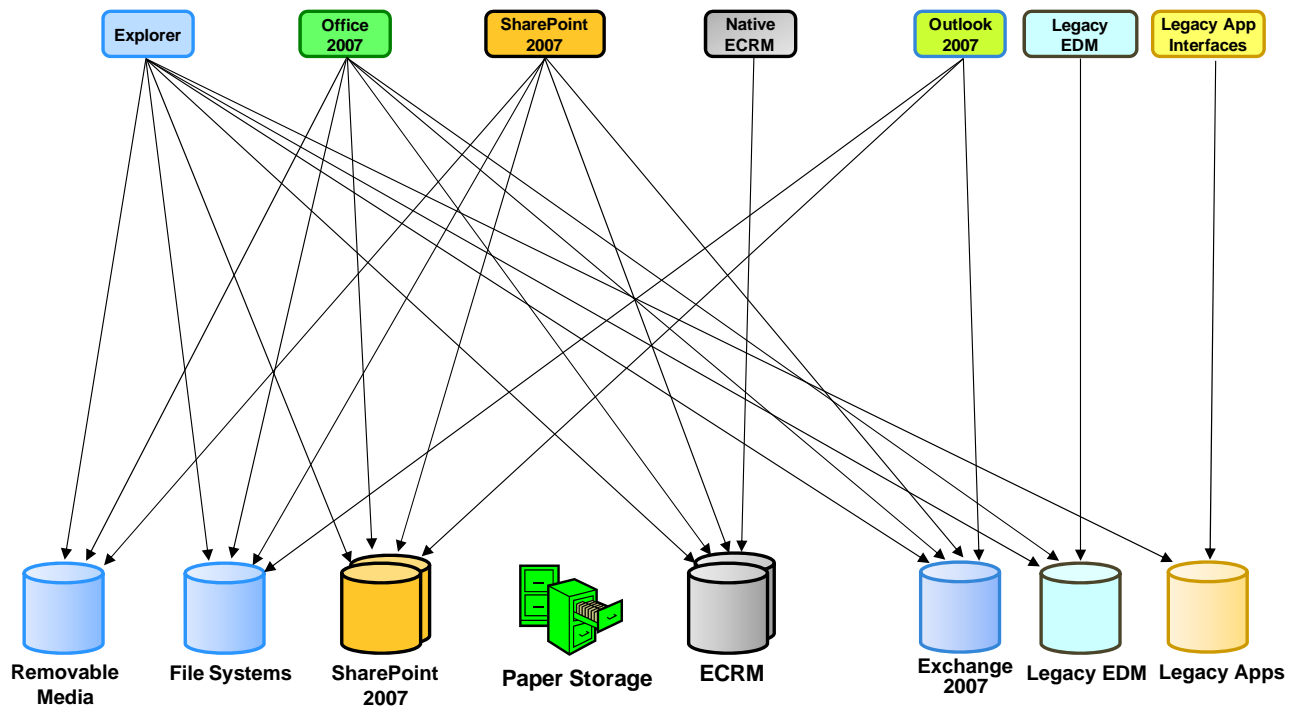 Explorer
Office
2007
SharePoint
2007
Native
ECRM
Outlook
2007
Legacy
EDM
Legacy App
Interfaces
Removable
Media
File Systems
SharePoint
2007
Paper Storage
ECRM
Exchange
2007
Legacy EDM
Legacy Apps